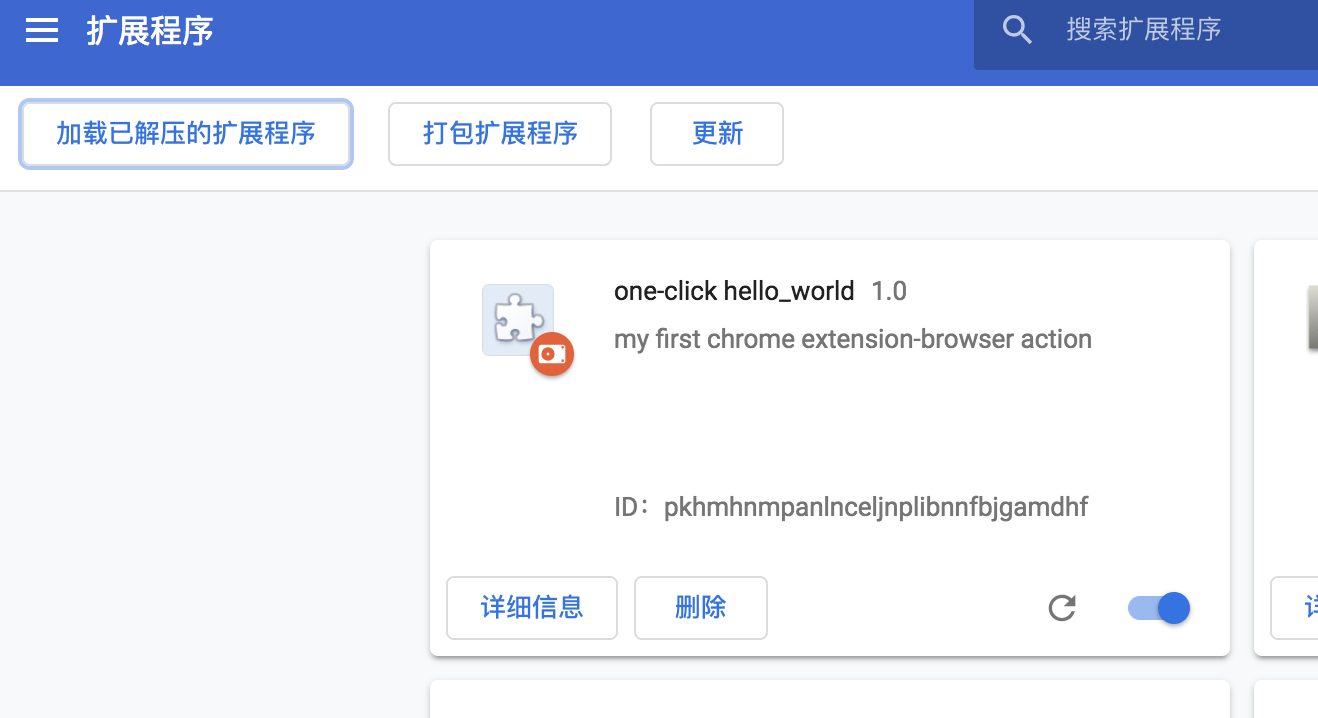 扩展程序
搜索扩展程序
加载已解压的扩展程序
打包扩展程序
更新
one-click hello_world 1.0
my first chrome extension-browser action
ID：pkhmhnmpanlnceljnplibnnfbjgamdhf
详细信息
删除